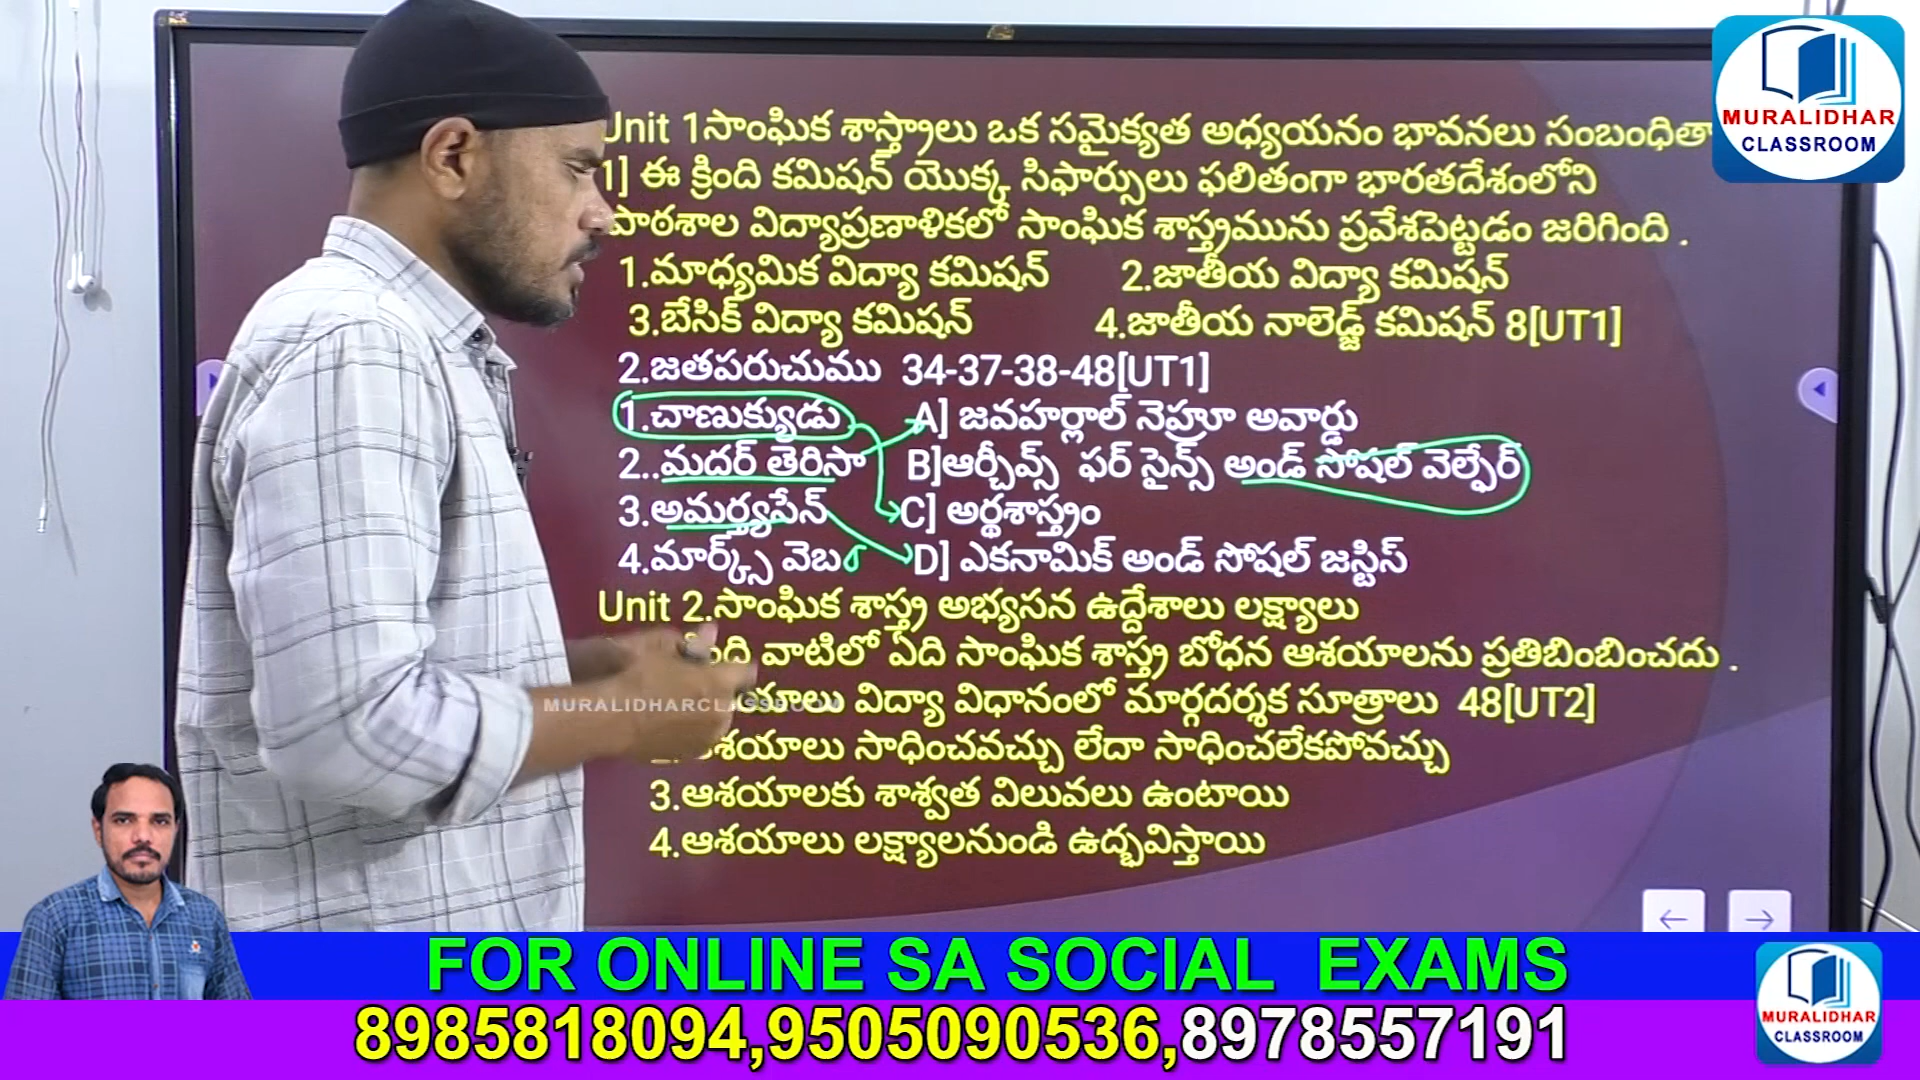 Unit 1సాంఘిక శాస్త్రాలు ఒక సమైక్యత అధ్యయనం భావనలు
1] ఈ క్రింది కమిషన్ యొక్క సిఫార్సులు ఫలితంగా భారతదేశంలోని
పాఠశాల విద్యాప్రణాళికలో సాంఘిక శాస్త్రమును ప్రవేశపెట్టడం జరిగింది .
1.మాధ్యమిక విద్యా కమిషన్ 2.జాతీయ విద్యా కమిషన్
3.బేసిక్ విద్యా కమిషన్ 4.జాతీయ నాలెడ్జ్ కమిషన్ 8[UT1]
2.జతపరుచుము 34-37-38-48[UT1]
1.చాణుక్యుడు A] జవహర్లాల్ నెహ్రూ అవార్డు
2..మదర్ తెరిసా B]ఆర్చీవ్స్ ఫర్ సైన్స్ అండ్ సోషల్ వెల్ఫేర్
3.అమర్త్యపేన్ C] అర్థశాస్త్రం
4.మార్క్స్ వెబర్ D] ఎకనామిక్ అండ్ సోషల్ జస్టిస్
Unit 2.సాంఘిక శాస్త్ర అభ్యసన ఉద్దేశాలు లక్ష్యాలు
వాటిలో ఏది సాంఘిక శాస్త్ర బోధన ఆశయాలను ప్రతిబింబించదు .
విద్యా విధానంలో మార్గదర్శక సూత్రాలు 48[UT2]
సాధించవచ్చు లేదా సాధించలేకపోవచ్చు
3.ఆశయాలకు శాశ్వత విలువలు ఉంటాయి
4.ఆశయాలు లక్ష్యాలనుండి ఉద్భవిస్తాయి
MURALIDHAR
CLASSROOM
MURALIDHARCLASSROOM
FOR ONLINE SA SOCIAL EXAMS
8985818094,9505090536,8978557191
MURALIDHAR
CLASSROOM